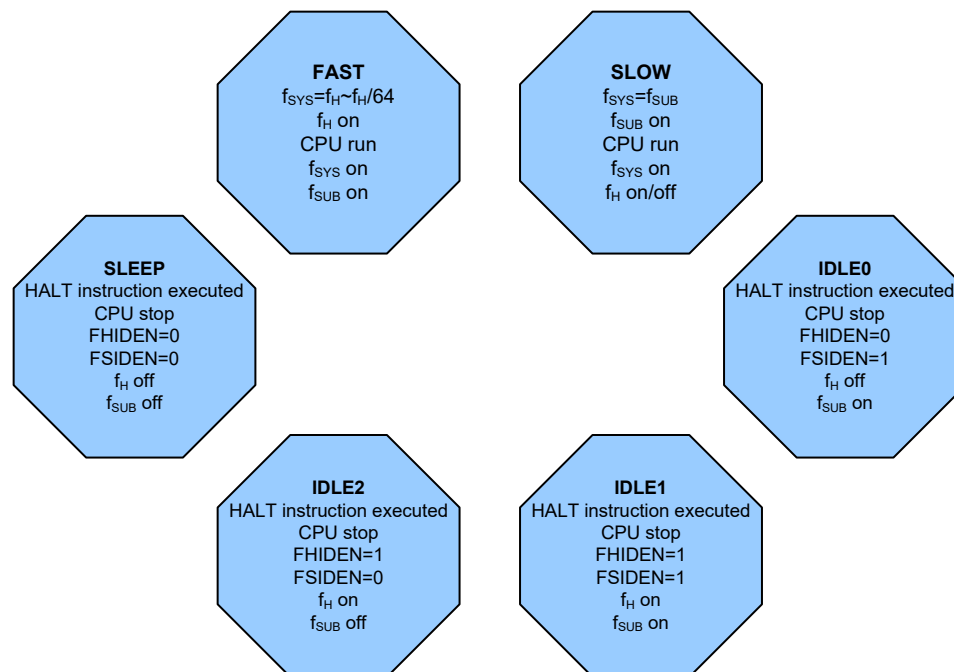 FAST
fSYS=fH~fH/64
fH on
CPU run
fSYS on
fSUB on
SLOW
fSYS=fSUB
fSUB on
CPU run
fSYS on
fH on/off
SLEEP
HALT instruction executed
CPU stop
FHIDEN=0
FSIDEN=0
fH off
fSUB off
IDLE0
HALT instruction executed
CPU stop
FHIDEN=0
FSIDEN=1
fH off
fSUB on
IDLE2
HALT instruction executed
CPU stop
FHIDEN=1
FSIDEN=0
fH on
fSUB off
IDLE1
HALT instruction executed
CPU stop
FHIDEN=1
FSIDEN=1
fH on
fSUB on